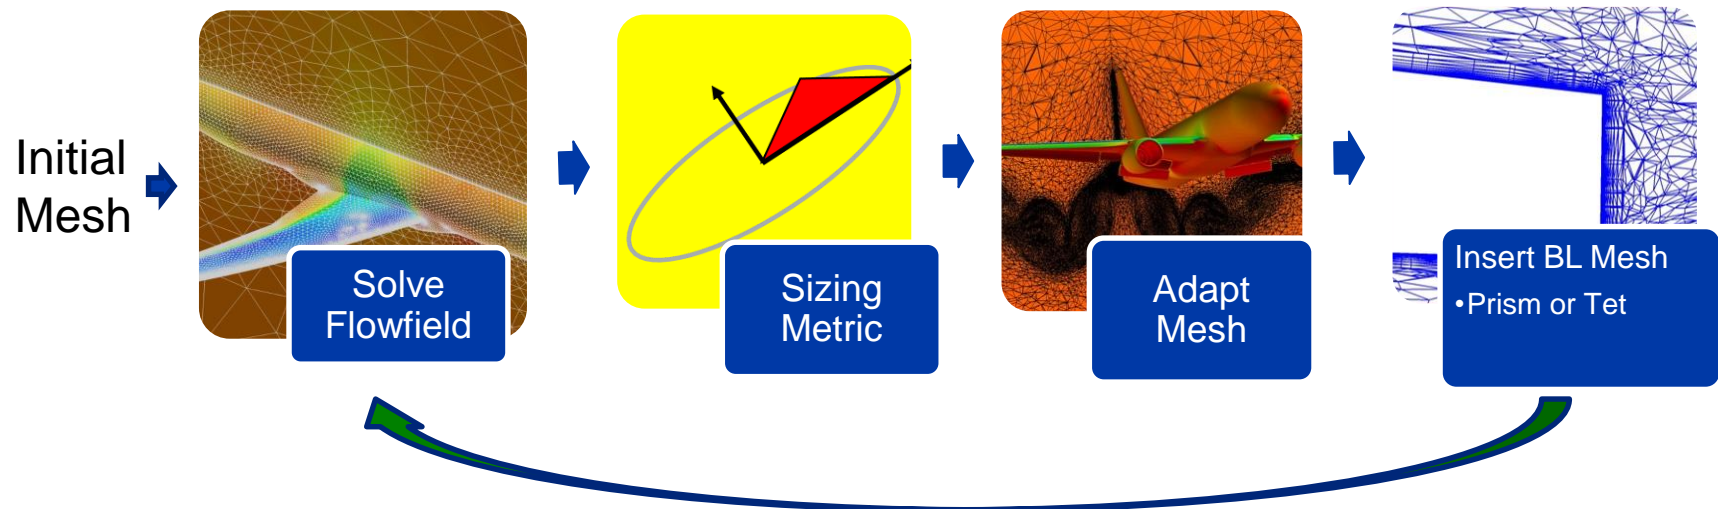 Initial
Mesh
Solve
Flowfield
Sizing
Metric
Adapt
Mesh
Insert BL Mesh
•Prism or Tet